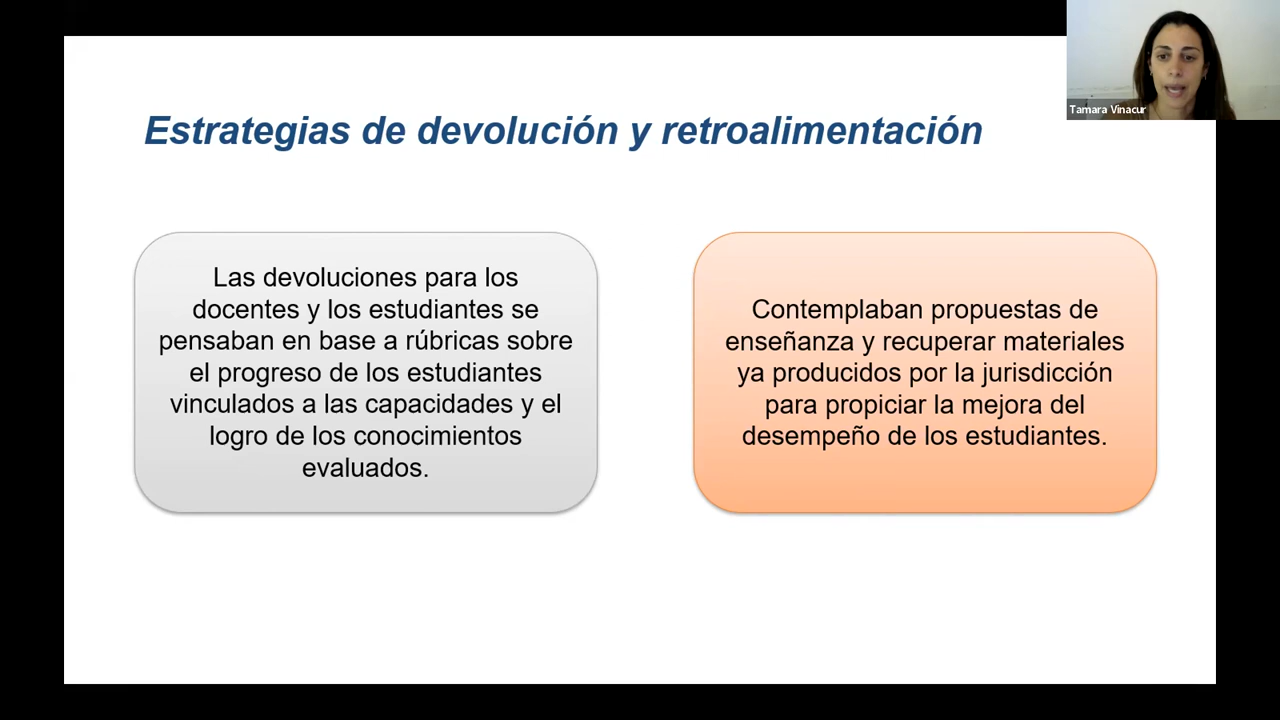 Tamara Vinacur
Estrategias de devolución y retroalimentación
Las devoluciones para los
docentes y los estudiantes se
pensaban en base a rúbricas sobre
el progreso de los estudiantes
vinculados a las capacidades y el
logro de los conocimientos
evaluados.
Contemplaban propuestas de
enseñanza y recuperar materiales
ya producidos por la jurisdicción
para propiciar la mejora del
desempeño de los estudiantes.